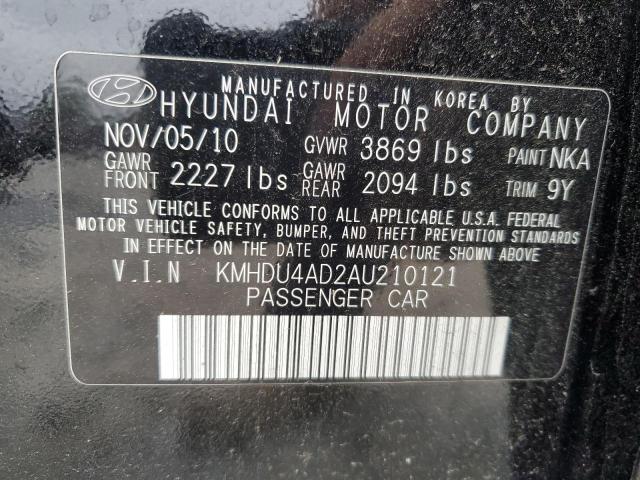 MANUFACTURED IN KOREA BY
HYUNDAI MOTOR COMPANY
NOV/05/10 GVWR 3869 lbs PAINT NKA
GAWR FRONT 2227 lbs GAWR REAR 2094 lbs TRIM 9Y
THIS VEHICLE CONFORMS TO ALL APPLICABLE U.S.A. FEDERAL
MOTOR VEHICLE SAFETY, BUMPER, AND THEFT PREVENTION STANDARDS
IN EFFECT ON THE DATE OF MANUFACTURE SHOWN ABOVE
V.I.N KMHDU4AD2AU210121
PASSENGER CAR